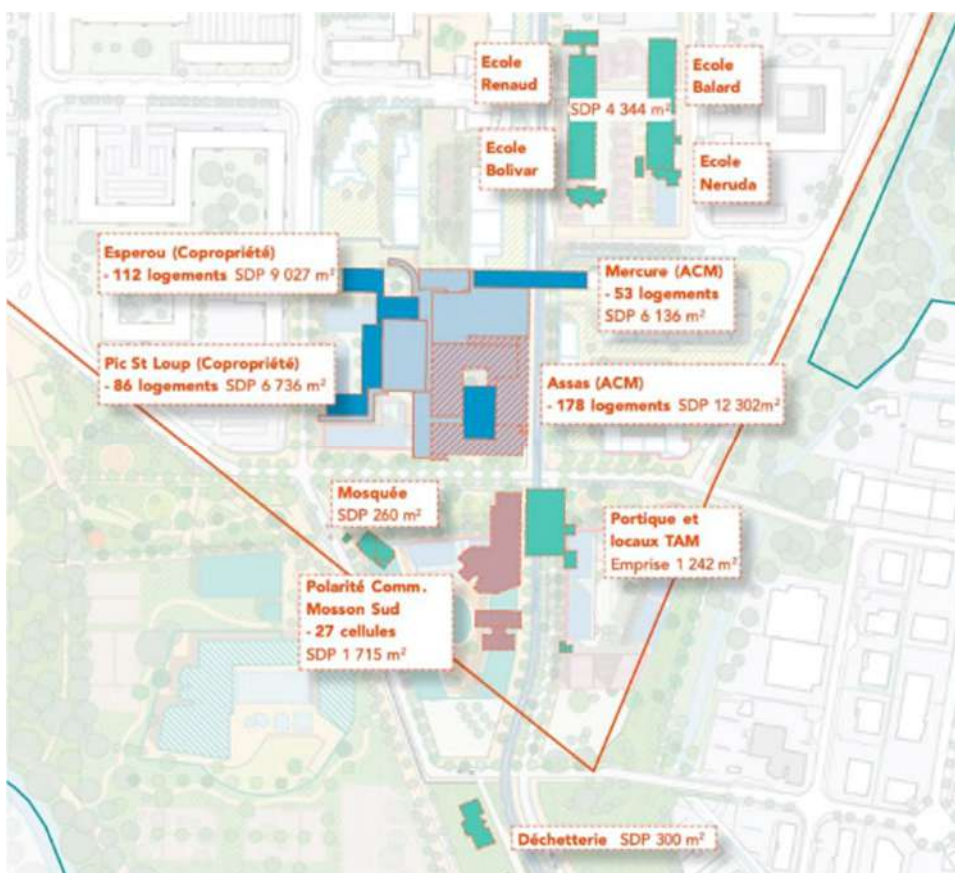 Ecole
Renaud
Ecole
Balard
SDP 4 344 m²
Ecole
Bolivar
Ecole
Neruda
Esperou (Copropriété)
- 112 logements SDP 9 027 m²
Mercure (ACM)
- 53 logements
SDP 6 136 m²
Pic St Loup (Copropriété)
- 86 logements SDP 6 736 m²
Assas (ACM)
- 178 logements SDP 12 302m²
Mosquée
SDP 260 m²
Portique et
locaux TAM
Emprise 1 242 m²
Polarité Comm.
Mosson Sud
- 27 cellules
SDP 1 715 m²
Déchetterie SDP 300 m²